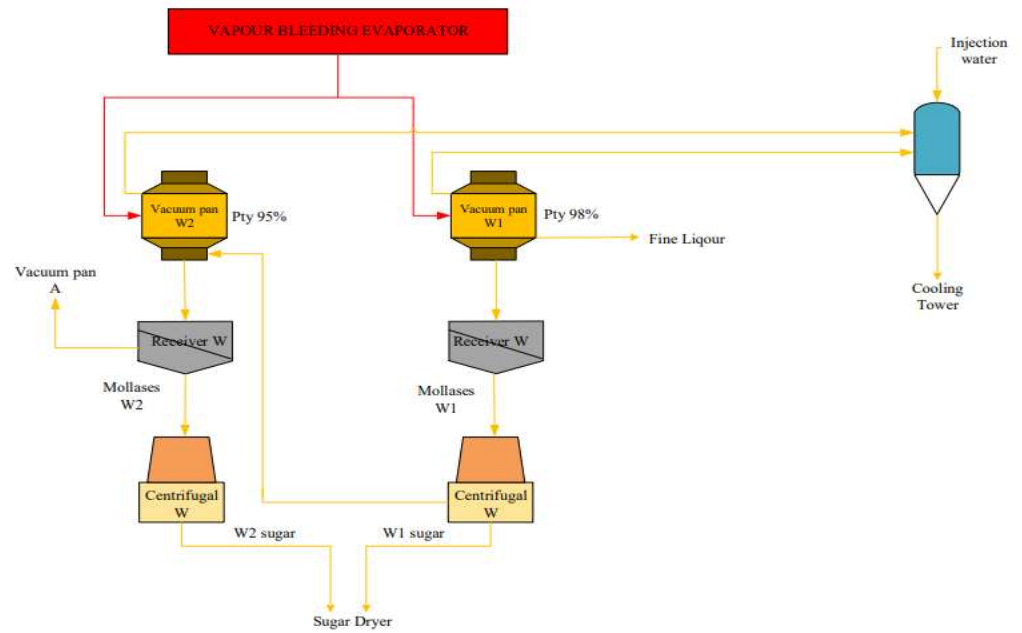 VAPOUR BLEEDING EVAPORATOR
Injection
water
Vacuum pan
W2
Pty 95%
Vacuum pan
W1
Pty 98%
Fine Liqour
Vacuum pan
A
Cooling
Tower
Receiver W
Receiver W
Mollases
W2
Mollases
W1
Centrifugal
W
Centrifugal
W
W2 sugar
W1 sugar
Sugar Dryer